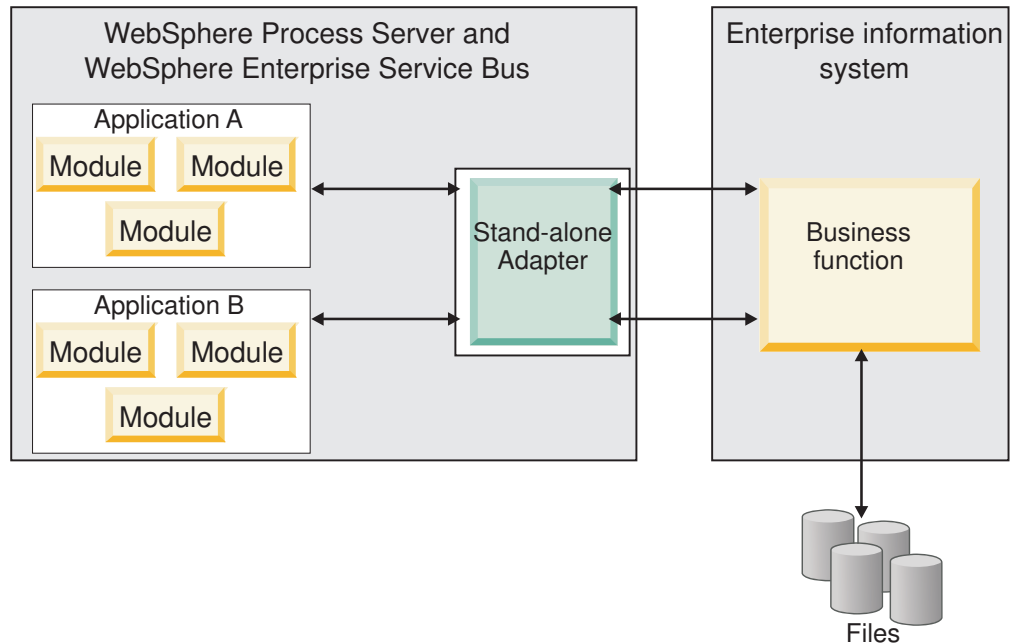 WebSphere Process Server and
WebSphere Enterprise Service Bus
Application A
Module Module
Module
Application B
Module Module
Module
Stand-alone
Adapter
Enterprise information
system
Business
function
Files